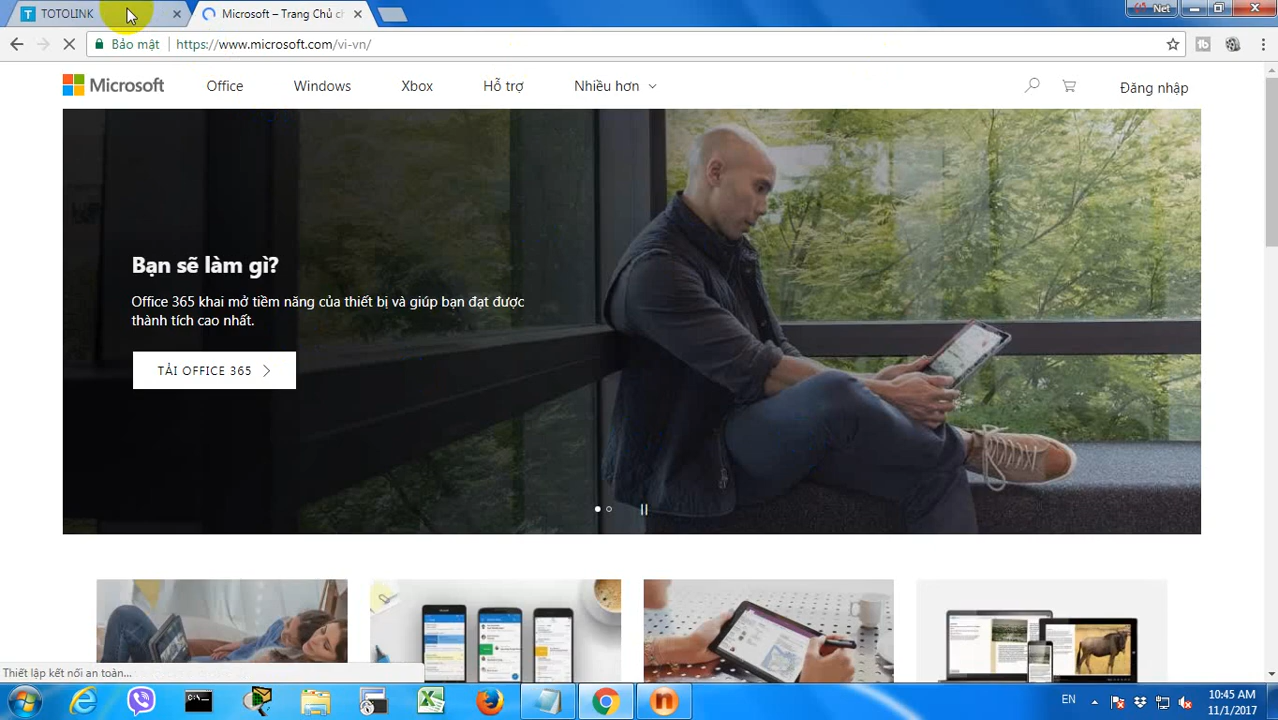 TOTOLINK
Microsoft – Trang Chủ ch
Net
Bảo mật
https://www.microsoft.com/vi-vn/
Microsoft
Office
Windows
Xbox
Hỗ trợ
Nhiều hơn
Đăng nhập
Bạn sẽ làm gì?
Office 365 khai mở tiềm năng của thiết bị và giúp bạn đạt được
thành tích cao nhất.
TẢI OFFICE 365
Thiết lập kết nối an toàn...
EN
10:45 AM
11/1/2017